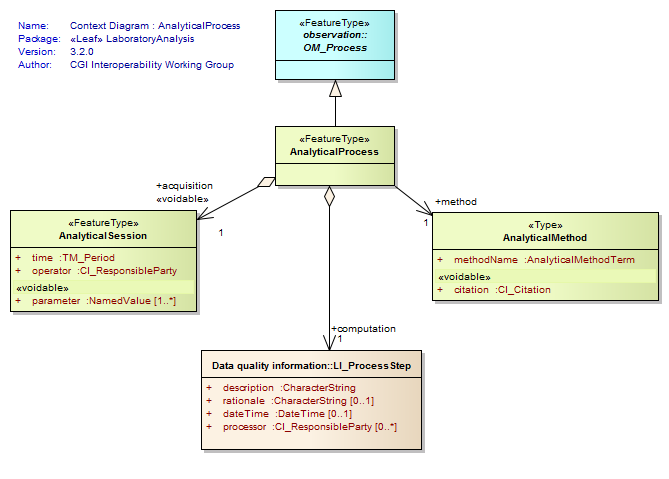 Name: Context Diagram : AnalyticalProcess
Package: «Leaf» LaboratoryAnalysis
Version: 3.2.0
Author: CGI Interoperability Working Group
«FeatureType»
observation::
OM_Process
«FeatureType»
AnalyticalProcess
+acquisition
«voidable»
1
+method
1
«FeatureType»
AnalyticalSession
+ time :TM_Period
+ operator :CI_ResponsibleParty
«voidable»
+ parameter :NamedValue [1..*]
«Type»
AnalyticalMethod
+ methodName :AnalyticalMethodTerm
«voidable»
+ citation :CI_Citation
+computation
1
Data quality information::LI_ProcessStep
+ description :CharacterString
+ rationale :CharacterString [0..1]
+ dateTime :DateTime [0..1]
+ processor :CI_ResponsibleParty [0..*]